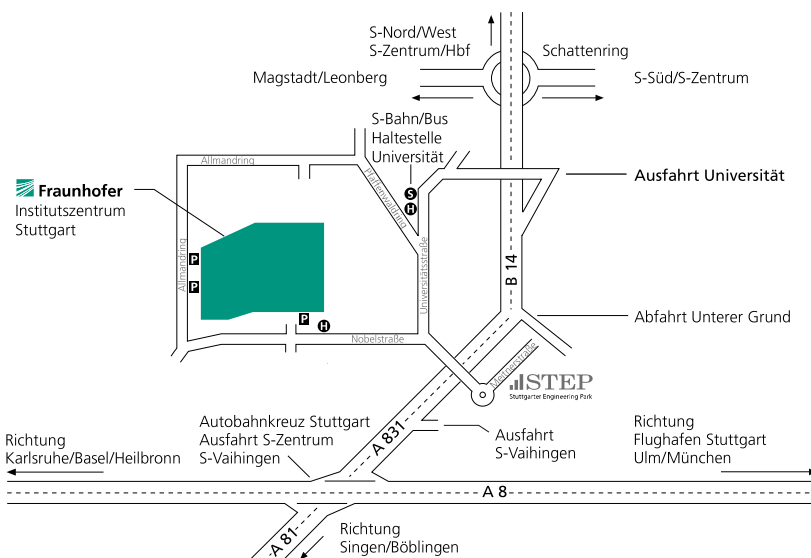 S-Nord/West
S-Zentrum/Hbf
Schattenring
Magstadt/Leonberg
S-Süd/S-Zentrum
S-Bahn/Bus
Haltestelle
Universität
Allmandring
Pfaffenwaldring
Ausfahrt Universität
Fraunhofer
Institutszentrum
Stuttgart
S
H
Allmandring
P
P
Universitätsstraße
B 14
P
H
Nobelstraße
Abfahrt Unterer Grund
Meitnerstraße
STEP
Stuttgarter Engineering Park
Autobahnkreuz Stuttgart
Ausfahrt S-Zentrum
S-Vaihingen
A 831
Ausfahrt
S-Vaihingen
Richtung
Karlsruhe/Basel/Heilbronn
Richtung
Flughafen Stuttgart
Ulm/München
A 8
A 81
Richtung
Singen/Böblingen